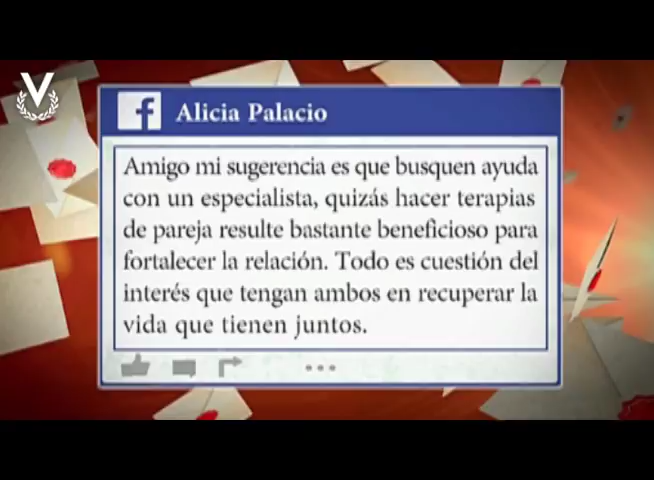 V
f Alicia Palacio
Amigo mi sugerencia es que busquen ayuda
con un especialista, quizás hacer terapias
de pareja resulte bastante beneficioso para
fortalecer la relación. Todo es cuestión del
interés que tengan ambos en recuperar la
vida que tienen juntos.